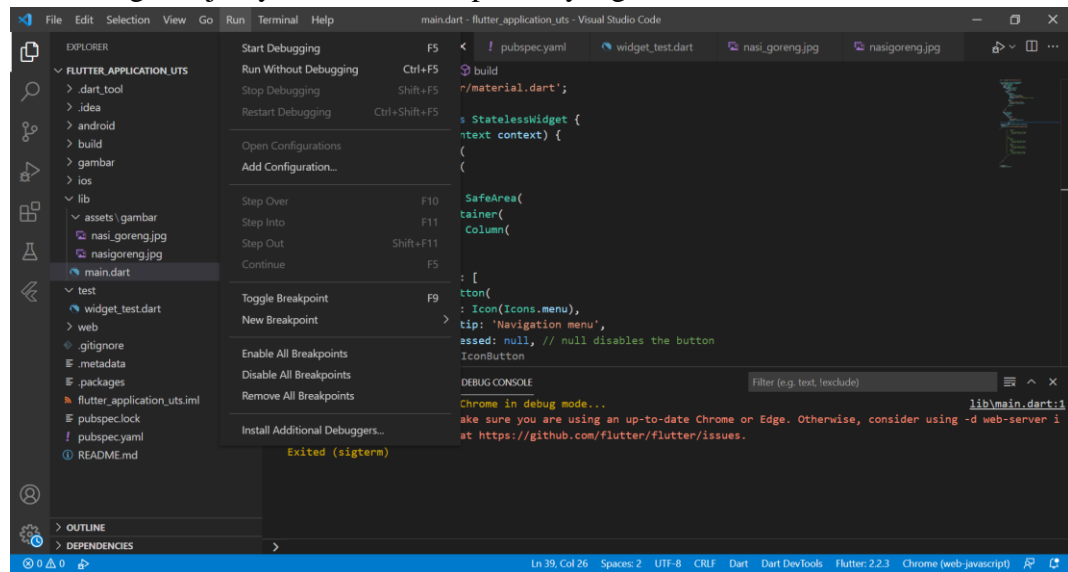 File Edit Selection View Go Run Terminal Help main.dart - flutter_application_uts - Visual Studio Code
EXPLORER
FLUTTER_APPLICATION_UTS
.dart_tool
.idea
android
build
gambar
ios
lib
assets\gambar
nasi_goreng.jpg
nasigoreng.jpg
main.dart
test
widget_test.dart
web
.gitignore
.metadata
.packages
flutter_application_uts.iml
pubspec.lock
pubspec.yaml
README.md
OUTLINE
DEPENDENCIES
Start Debugging F5
Run Without Debugging Ctrl+F5
Stop Debugging Shift+F5
Restart Debugging Ctrl+Shift+F5
Open Configurations
Add Configuration...
Step Over F10
Step Into F11
Step Out Shift+F11
Continue F5
Toggle Breakpoint F9
New Breakpoint
Enable All Breakpoints
Disable All Breakpoints
Remove All Breakpoints
Install Additional Debuggers...
pubspec.yaml widget_test.dart nasi_goreng.jpg nasigoreng.jpg
build
r/material.dart';
s StatelessWidget {
ntext context) {
(
(
SafeArea(
tainer(
Column(
: [
tton(
: Icon(Icons.menu),
tip: 'Navigation menu',
essed: null, // null disables the button
IconButton
DEBUG CONSOLE Filter (e.g. text, !exclude)
Chrome in debug mode... lib\main.dart:1
ake sure you are using an up-to-date Chrome or Edge. Otherwise, consider using -d web-server i
at https://github.com/flutter/flutter/issues.
Exited (sigterm)
0 0 Ln 39, Col 26 Spaces: 2 UTF-8 CRLF Dart Dart DevTools Flutter: 2.2.3 Chrome (web-javascript)